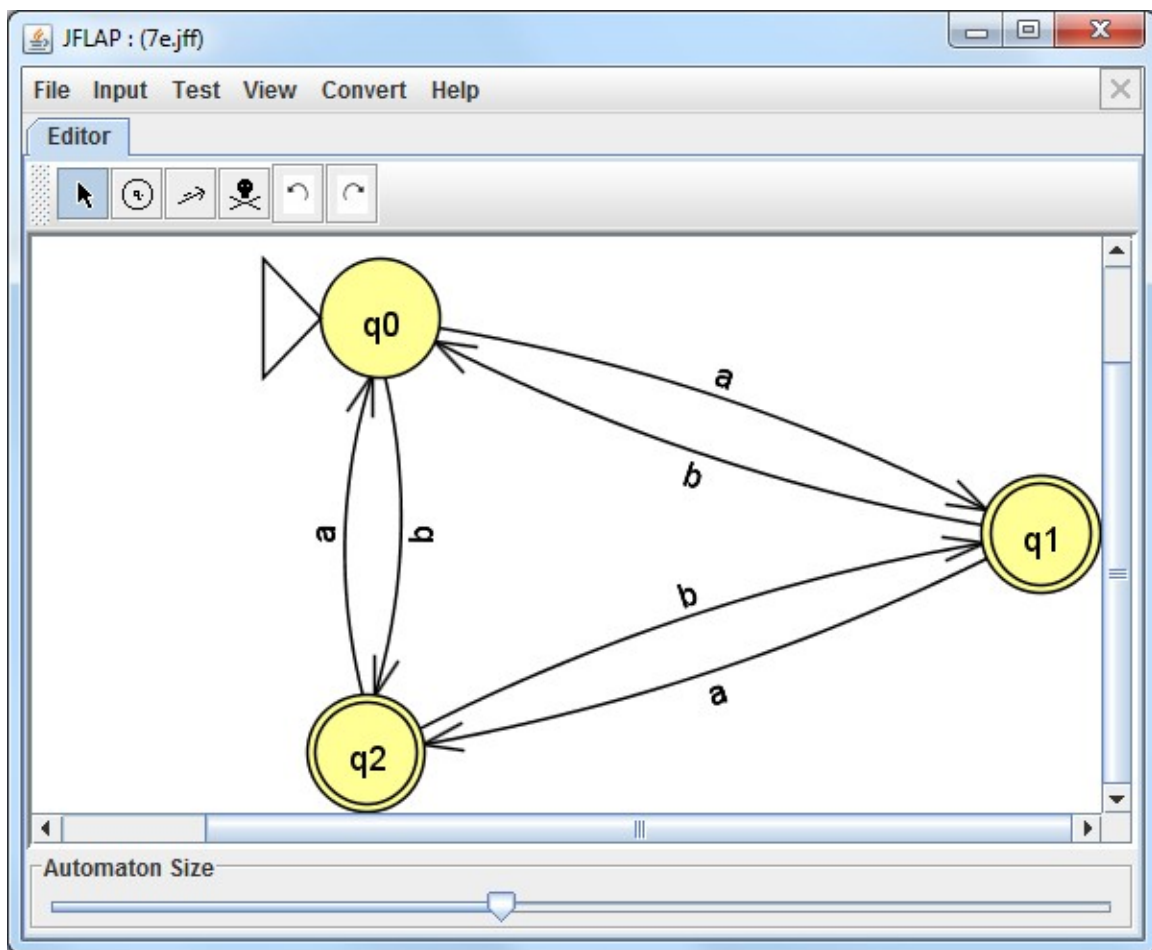 JFLAP : (7e.jff)
File Input Test View Convert Help
Editor
q0
a
b
q1
a
b
b
a
q2
Automaton Size